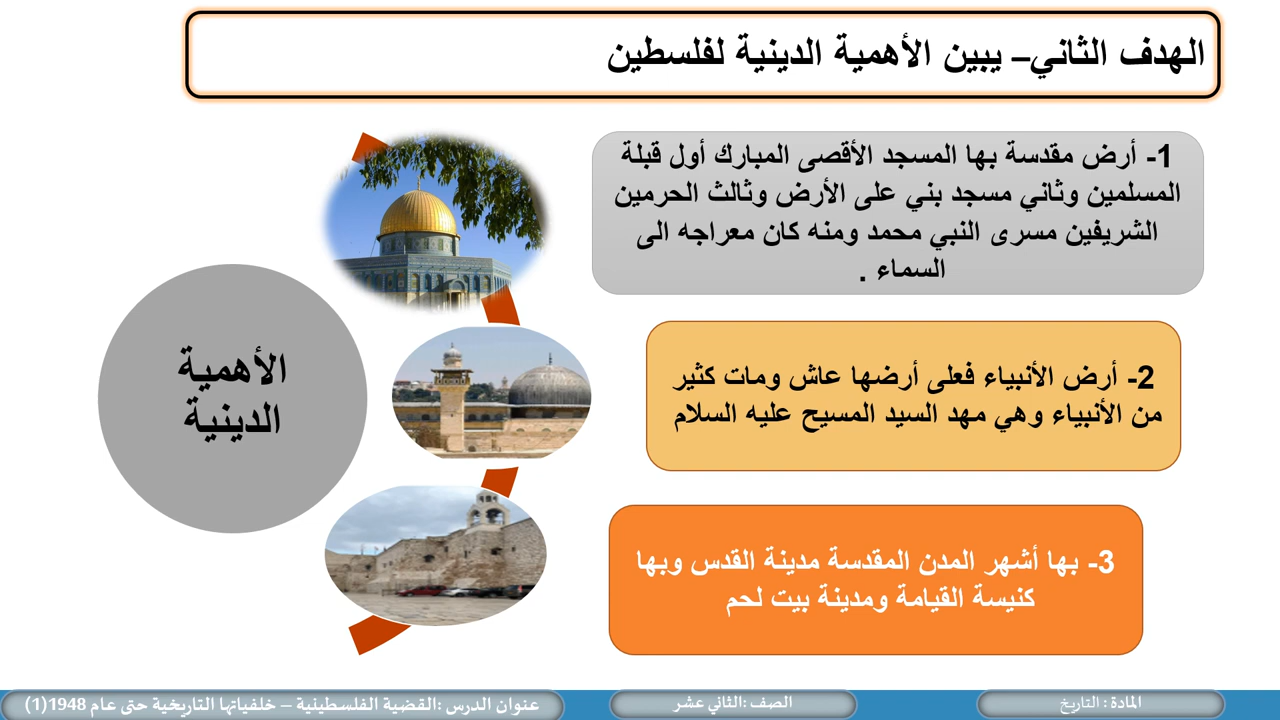 الهدف الثاني– يبين الأهمية الدينية لفلسطين
1- أرض مقدسة بها المسجد الأقصى المبارك أول قبلة
المسلمين وثاني مسجد بني على الأرض وثالث الحرمين
الشريفين مسرى النبي محمد ومنه كان معراجه الى
السماء .
2- أرض الأنبياء فعلى أرضها عاش ومات كثير
من الأنبياء وهي مهد السيد المسيح عليه السلام
3- بها أشهر المدن المقدسة مدينة القدس وبها
كنيسة القيامة ومدينة بيت لحم
الأهمية
الدينية
المادة : التاريخ
الصف :الثاني عشر
عنوان الدرس :القضية الفلسطينية – خلفياتها التاريخية حتى عام 1948(1)